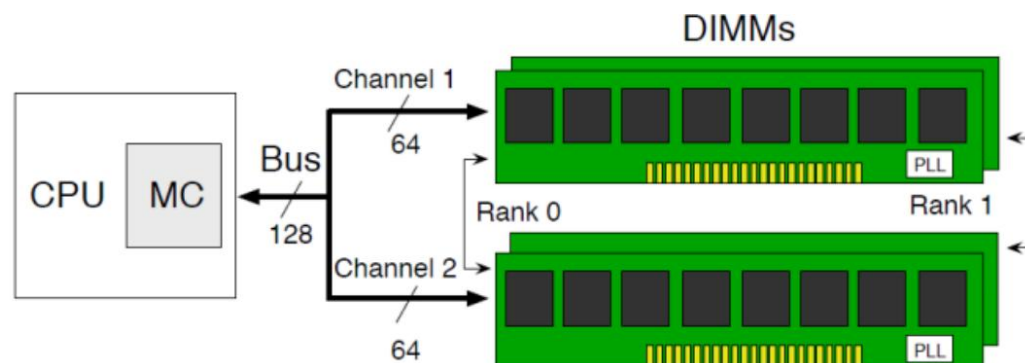 DIMMs
Channel 1
64
Bus
CPU
MC
128
PLL
Rank 0
Rank 1
Channel 2
64
PLL